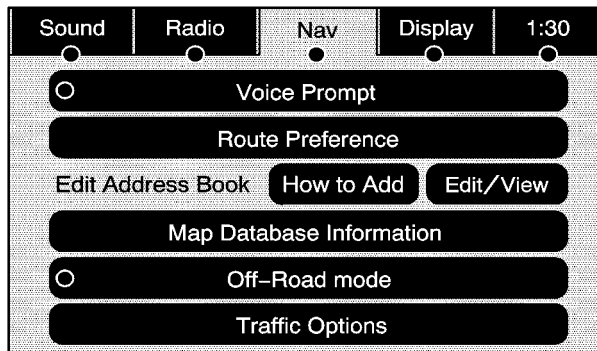 Sound Radio Nav Display 1:30
Voice Prompt
Route Preference
Edit Address Book How to Add Edit/View
Map Database Information
Off-Road mode
Traffic Options